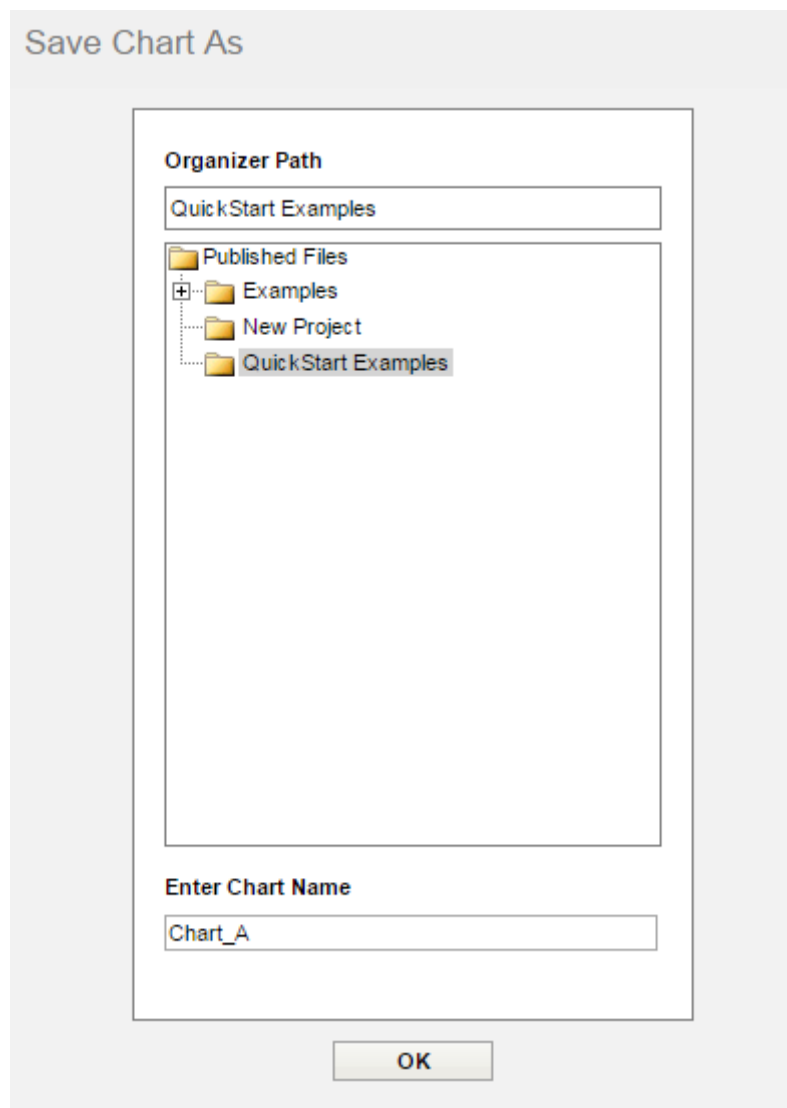 Save Chart As
Organizer Path
QuickStart Examples
Published Files
Examples
New Project
QuickStart Examples
Enter Chart Name
Chart_A
OK